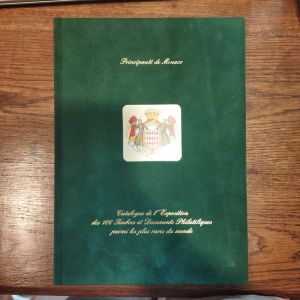 Principauté de Monaco
Catalogue de l'Exposition
des 100 Timbres et Documents Philatéliques
parmi les plus rares du monde